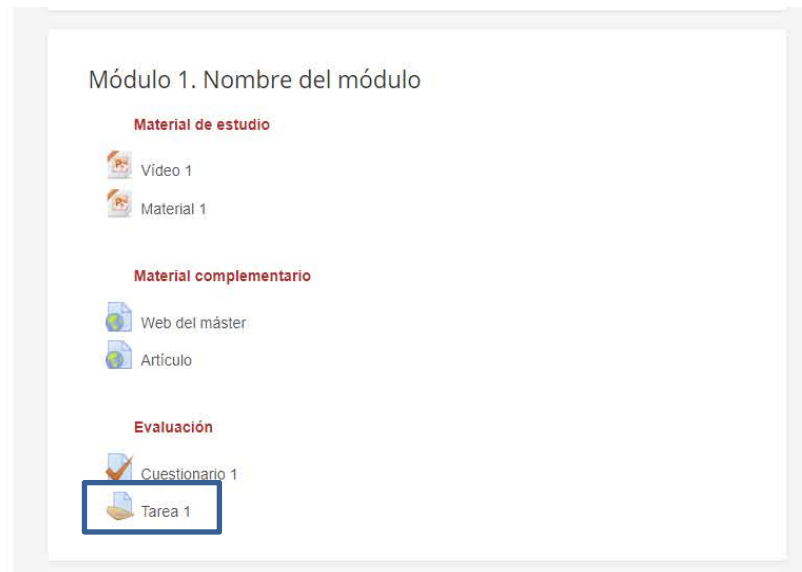 Módulo 1. Nombre del módulo
Material de estudio
Vídeo 1
Material 1
Material complementario
Web del máster
Artículo
Evaluación
Cuestionario 1
Tarea 1